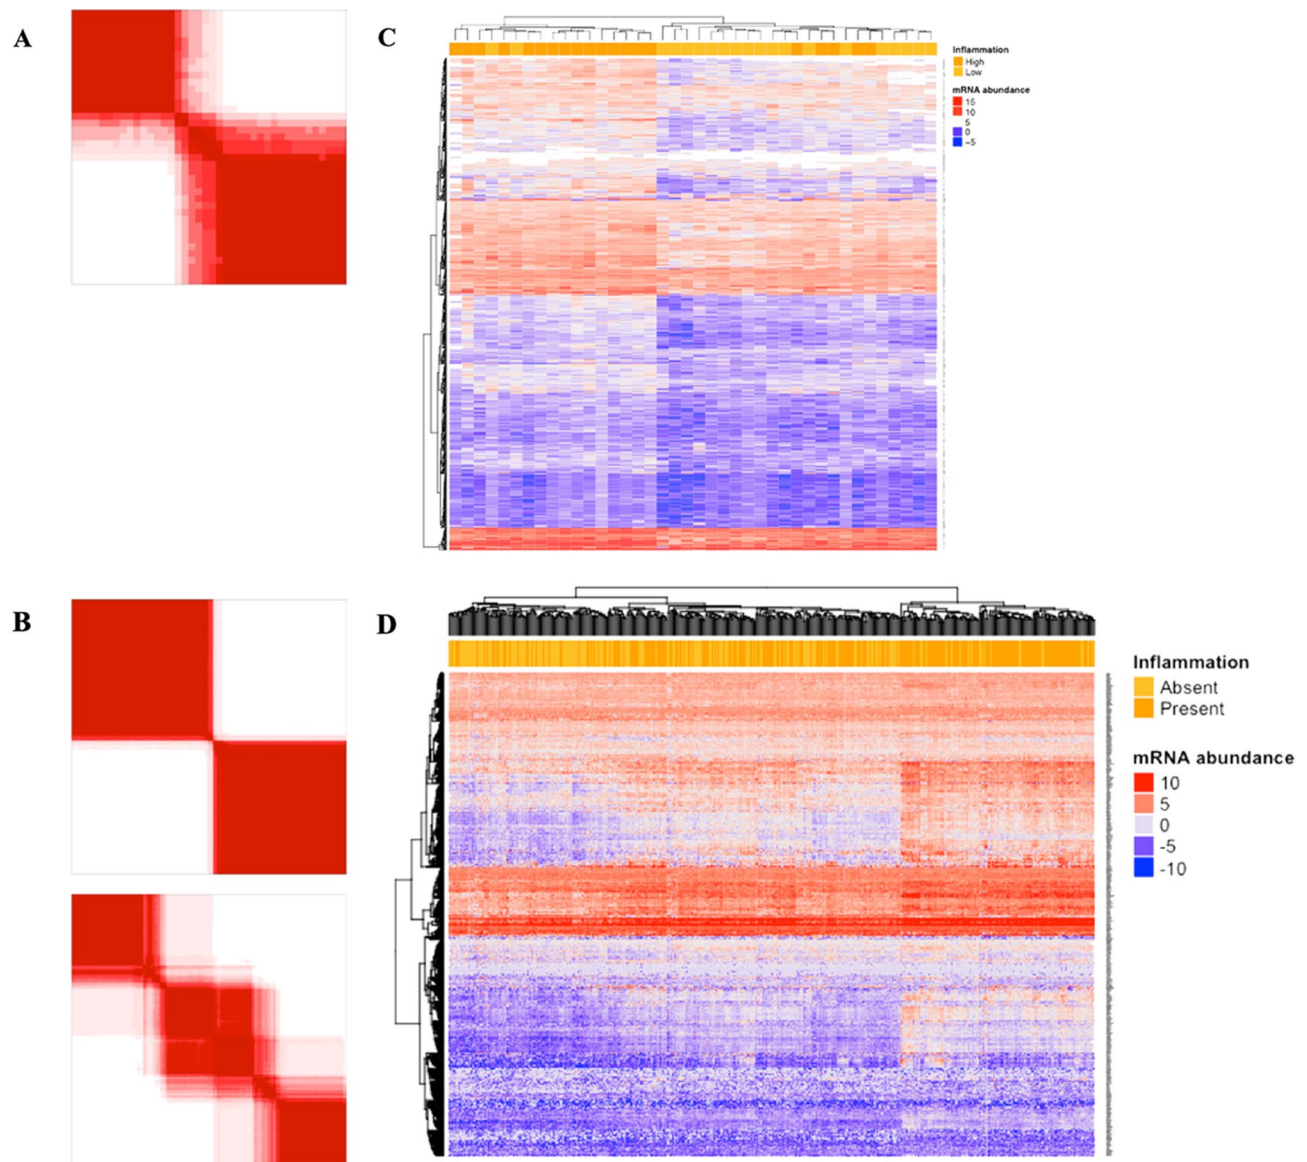 A
C
Inflammation
High
Low
mRNA abundance
15
10
5
0
-5
B
D
Inflammation
Absent
Present
mRNA abundance
10
5
0
-5
-10